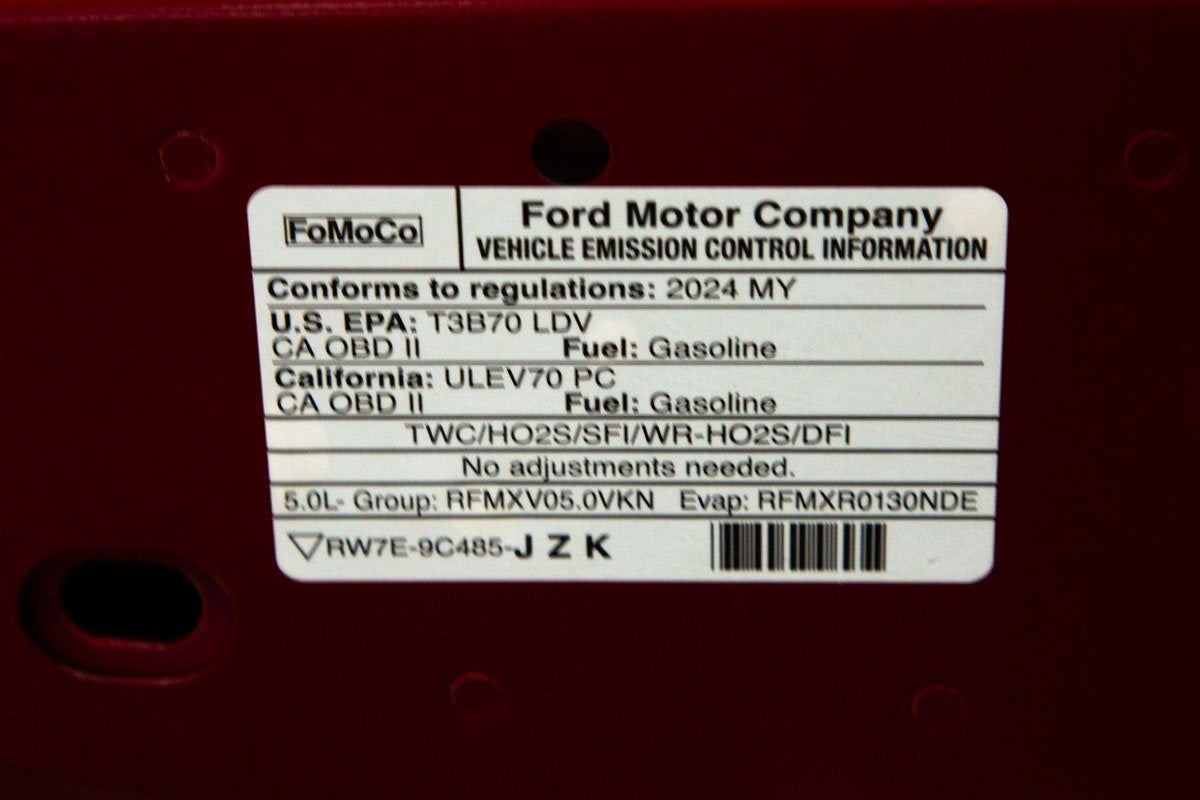 FoMoCo
Ford Motor Company
VEHICLE EMISSION CONTROL INFORMATION
Conforms to regulations: 2024 MY
U.S. EPA: T3B70 LDV
CA OBD II Fuel: Gasoline
California: ULEV70 PC
CA OBD II Fuel: Gasoline
TWC/HO2S/SFI/WR-HO2S/DFI
No adjustments needed.
5.0L- Group: RFMXV05.0VKN Evap: RFMXR0130NDE
RW7E-9C485-J Z K